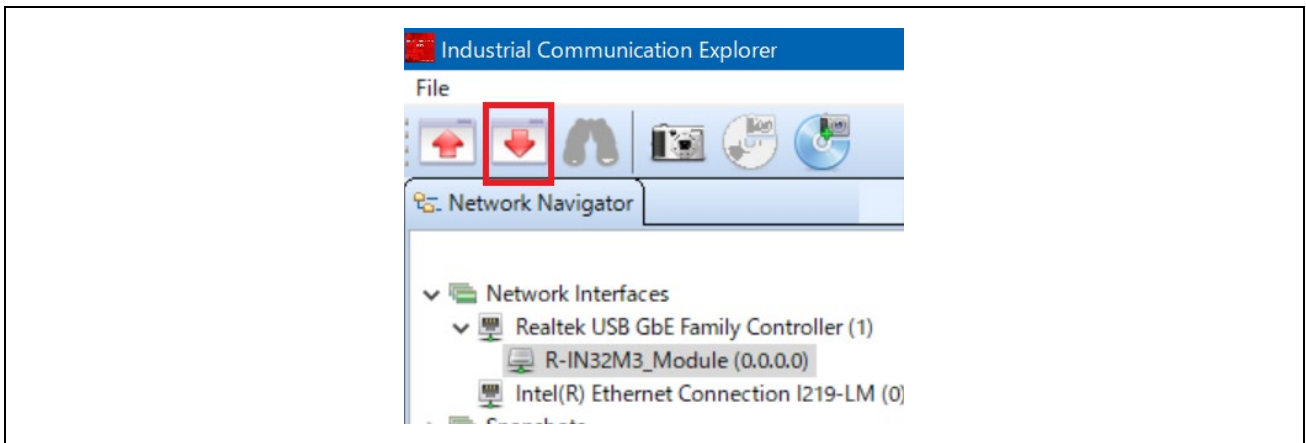 Industrial Communication Explorer
File
Network Navigator
Network Interfaces
Realtek USB GbE Family Controller (1)
R-IN32M3_Module (0.0.0.0)
Intel(R) Ethernet Connection I219-LM (0)
Snapshots